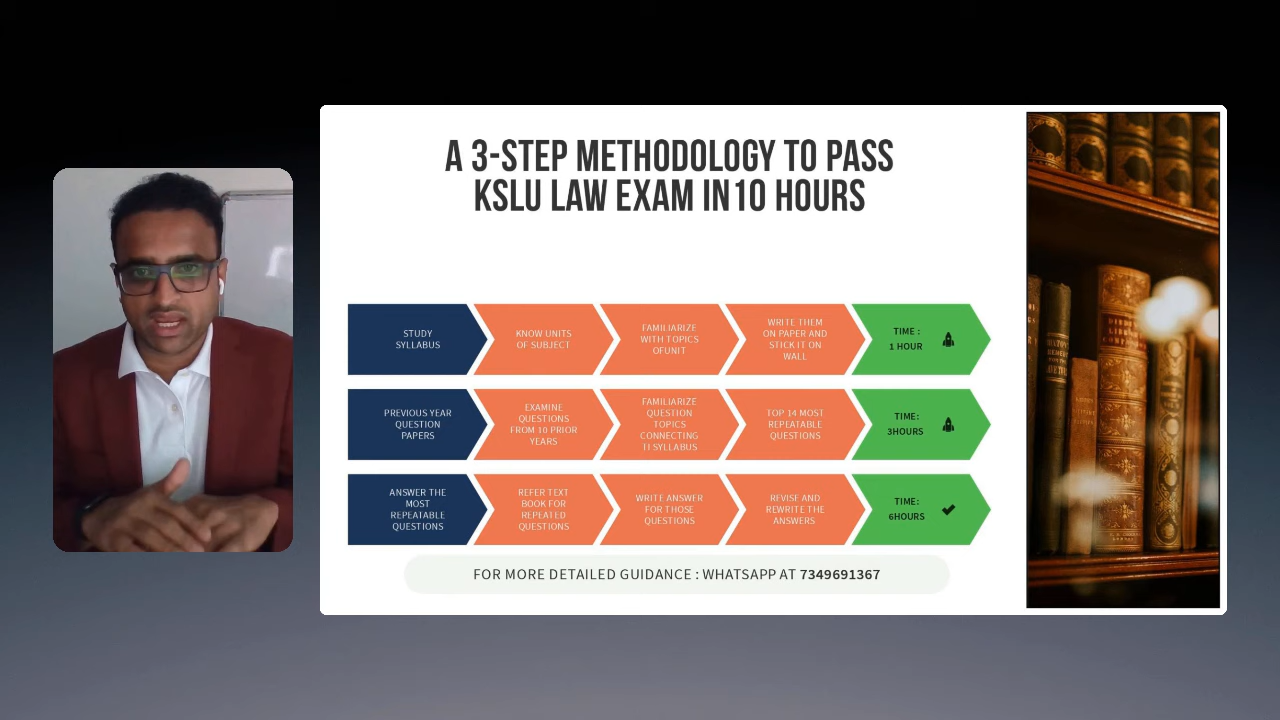 A 3-STEP METHODOLOGY TO PASS
KSLU LAW EXAM IN10 HOURS
STUDY
SYLLABUS
KNOW UNITS
OF SUBJECT
FAMILIARIZE
WITH TOPICS
OFUNIT
WRITE THEM
ON PAPER AND
STICK IT ON
WALL
TIME :
1 HOUR
PREVIOUS YEAR
QUESTION
PAPERS
EXAMINE
QUESTIONS
FROM 10 PRIOR
YEARS
FAMILIARIZE
QUESTION
TOPICS
CONNECTING
TI SYLLABUS
TOP 14 MOST
REPEATABLE
QUESTIONS
TIME:
3HOURS
ANSWER THE
MOST
REPEATABLE
QUESTIONS
REFER TEXT
BOOK FOR
REPEATED
QUESTIONS
WRITE ANSWER
FOR THOSE
QUESTIONS
REVISE AND
REWRITE THE
ANSWERS
TIME:
6HOURS
FOR MORE DETAILED GUIDANCE : WHATSAPP AT 7349691367